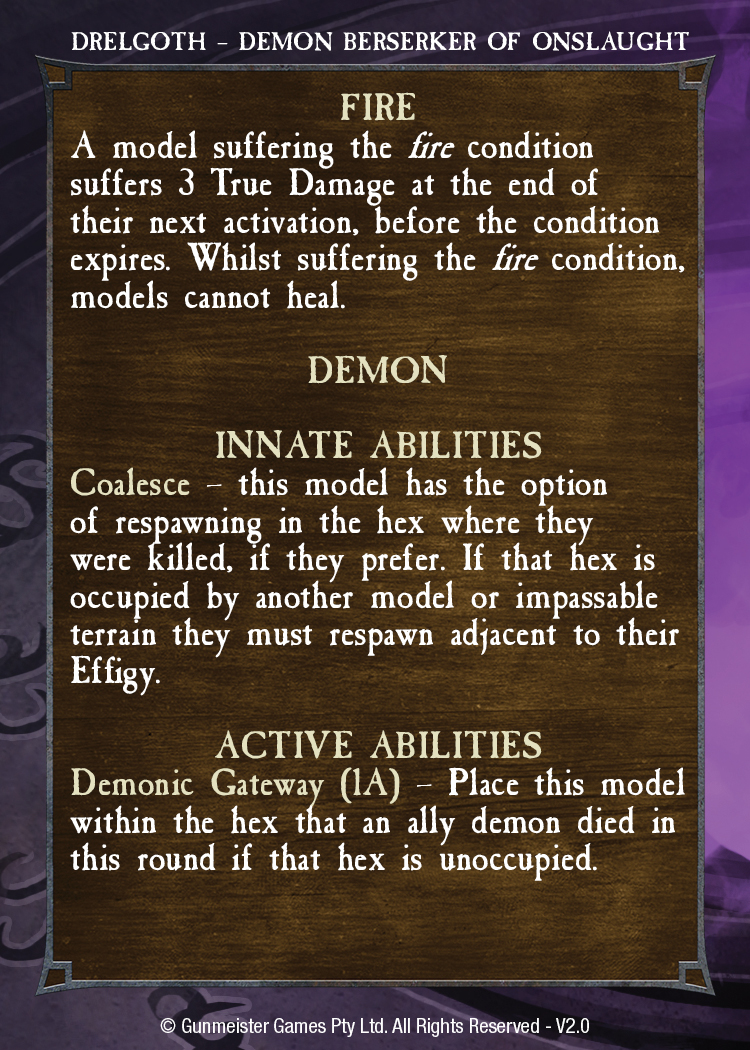 DRELGOTH – DEMON BERSERKER OF ONSLAUGHT
FIRE
A model suffering the fire condition
suffers 3 True Damage at the end of
their next activation, before the condition
expires. Whilst suffering the fire condition,
models cannot heal.
DEMON
INNATE ABILITIES
Coalesce – this model has the option
of respawning in the hex where they
were killed, if they prefer. If that hex is
occupied by another model or impassable
terrain they must respawn adjacent to their
Effigy.
ACTIVE ABILITIES
Demonic Gateway (1A) – Place this model
within the hex that an ally demon died in
this round if that hex is unoccupied.
© Gunmeister Games Pty Ltd. All Rights Reserved - V2.0